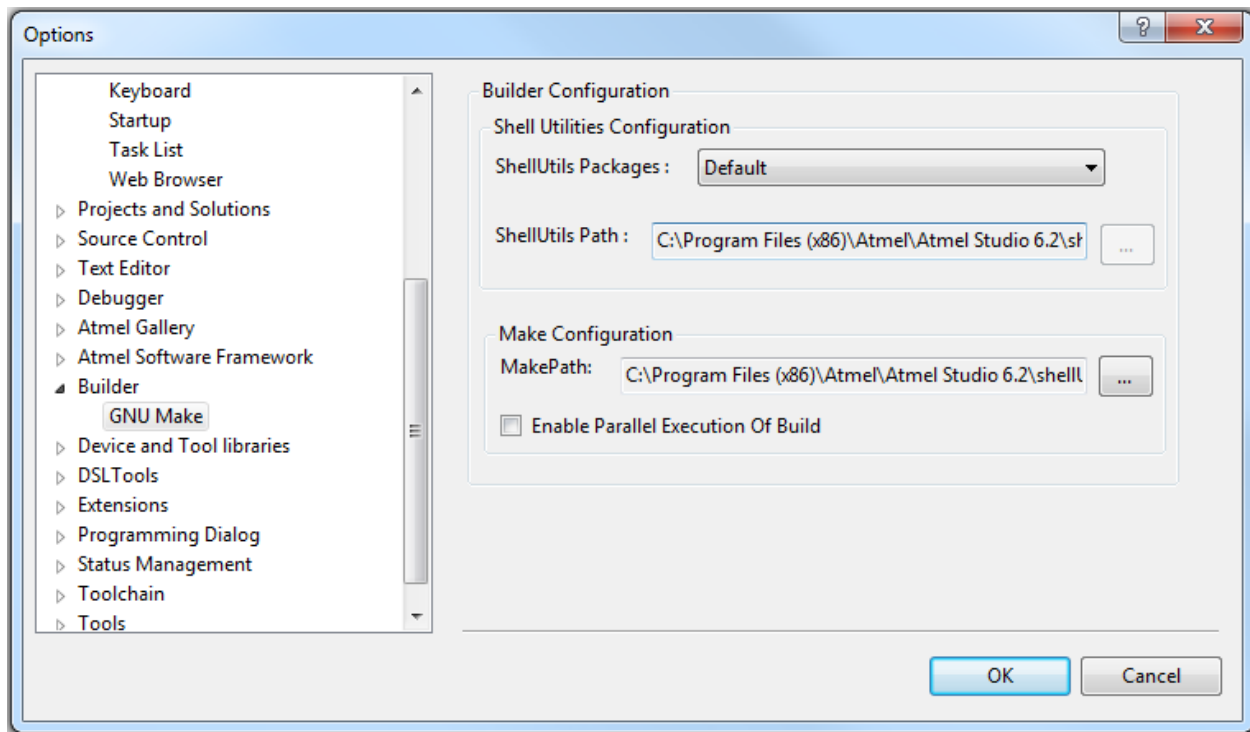 Options
Keyboard
Startup
Task List
Web Browser
Projects and Solutions
Source Control
Text Editor
Debugger
Atmel Gallery
Atmel Software Framework
Builder
GNU Make
Device and Tool libraries
DSLTools
Extensions
Programming Dialog
Status Management
Toolchain
Tools
Builder Configuration
Shell Utilities Configuration
ShellUtils Packages :
Default
ShellUtils Path :
C:\Program Files (x86)\Atmel\Atmel Studio 6.2\sh
...
Make Configuration
MakePath:
C:\Program Files (x86)\Atmel\Atmel Studio 6.2\shell
...
Enable Parallel Execution Of Build
OK
Cancel